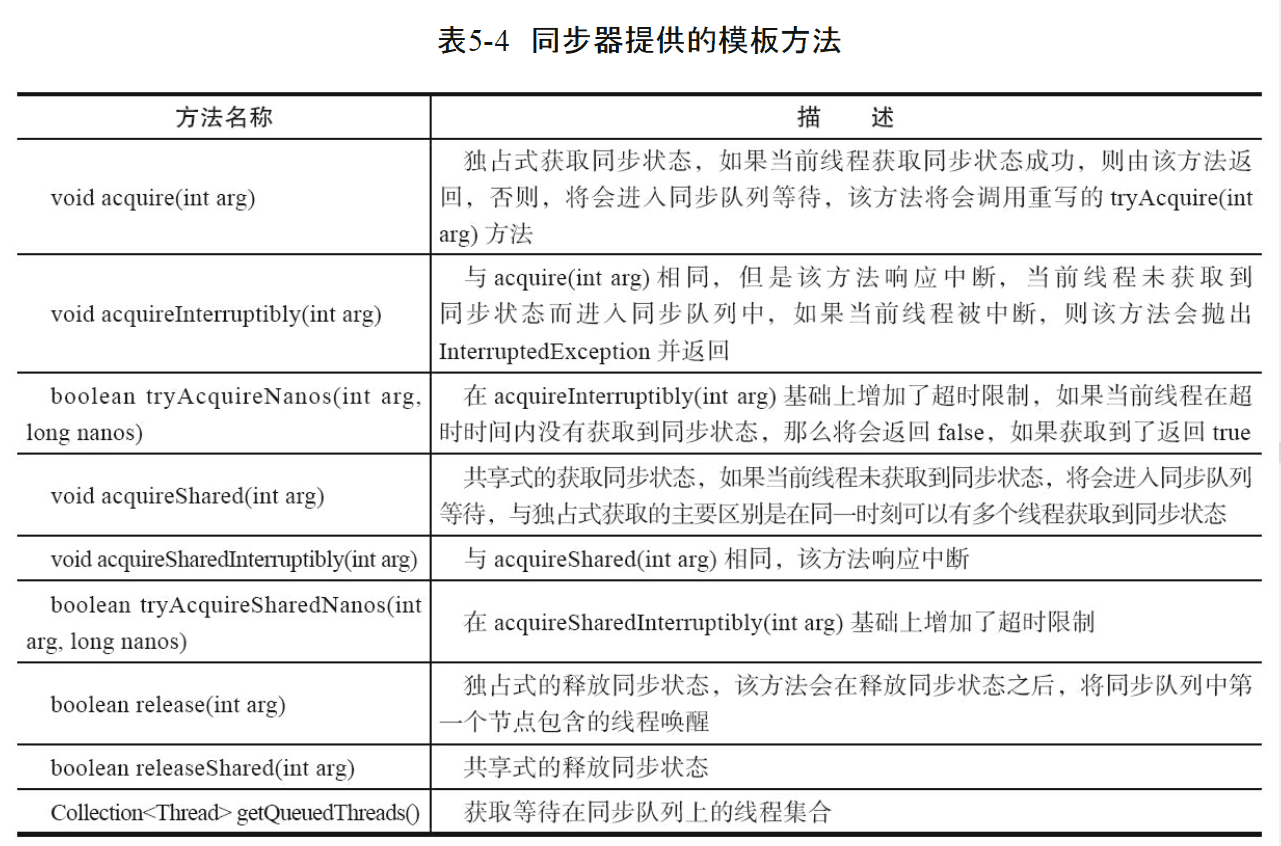 表5-4 同步器提供的模板方法
方法名称
描 述
void acquire(int arg)
独占式获取同步状态，如果当前线程获取同步状态成功，则由该方法返
回，否则，将会进入同步队列等待，该方法将会调用重写的 tryAcquire(int
arg) 方法
void acquireInterruptibly(int arg)
与 acquire(int arg) 相同，但是该方法响应中断，当前线程未获取到
同步状态而进入同步队列中，如果当前线程被中断，则该方法会抛出
InterruptedException 并返回
boolean tryAcquireNanos(int arg,
long nanos)
在 acquireInterruptibly(int arg) 基础上增加了超时限制，如果当前线程在超
时时间内没有获取到同步状态，那么将会返回 false，如果获取到了返回 true
void acquireShared(int arg)
共享式的获取同步状态，如果当前线程未获取到同步状态，将会进入同步队列
等待，与独占式获取的主要区别是在同一时刻可以有多个线程获取到同步状态
void acquireSharedInterruptibly(int arg)
与 acquireShared(int arg) 相同，该方法响应中断
boolean tryAcquireSharedNanos(int
arg, long nanos)
在 acquireSharedInterruptibly(int arg) 基础上增加了超时限制
boolean release(int arg)
独占式的释放同步状态，该方法会在释放同步状态之后，将同步队列中第
一个节点包含的线程唤醒
boolean releaseShared(int arg)
共享式的释放同步状态
Collection<Thread> getQueuedThreads()
获取等待在同步队列上的线程集合